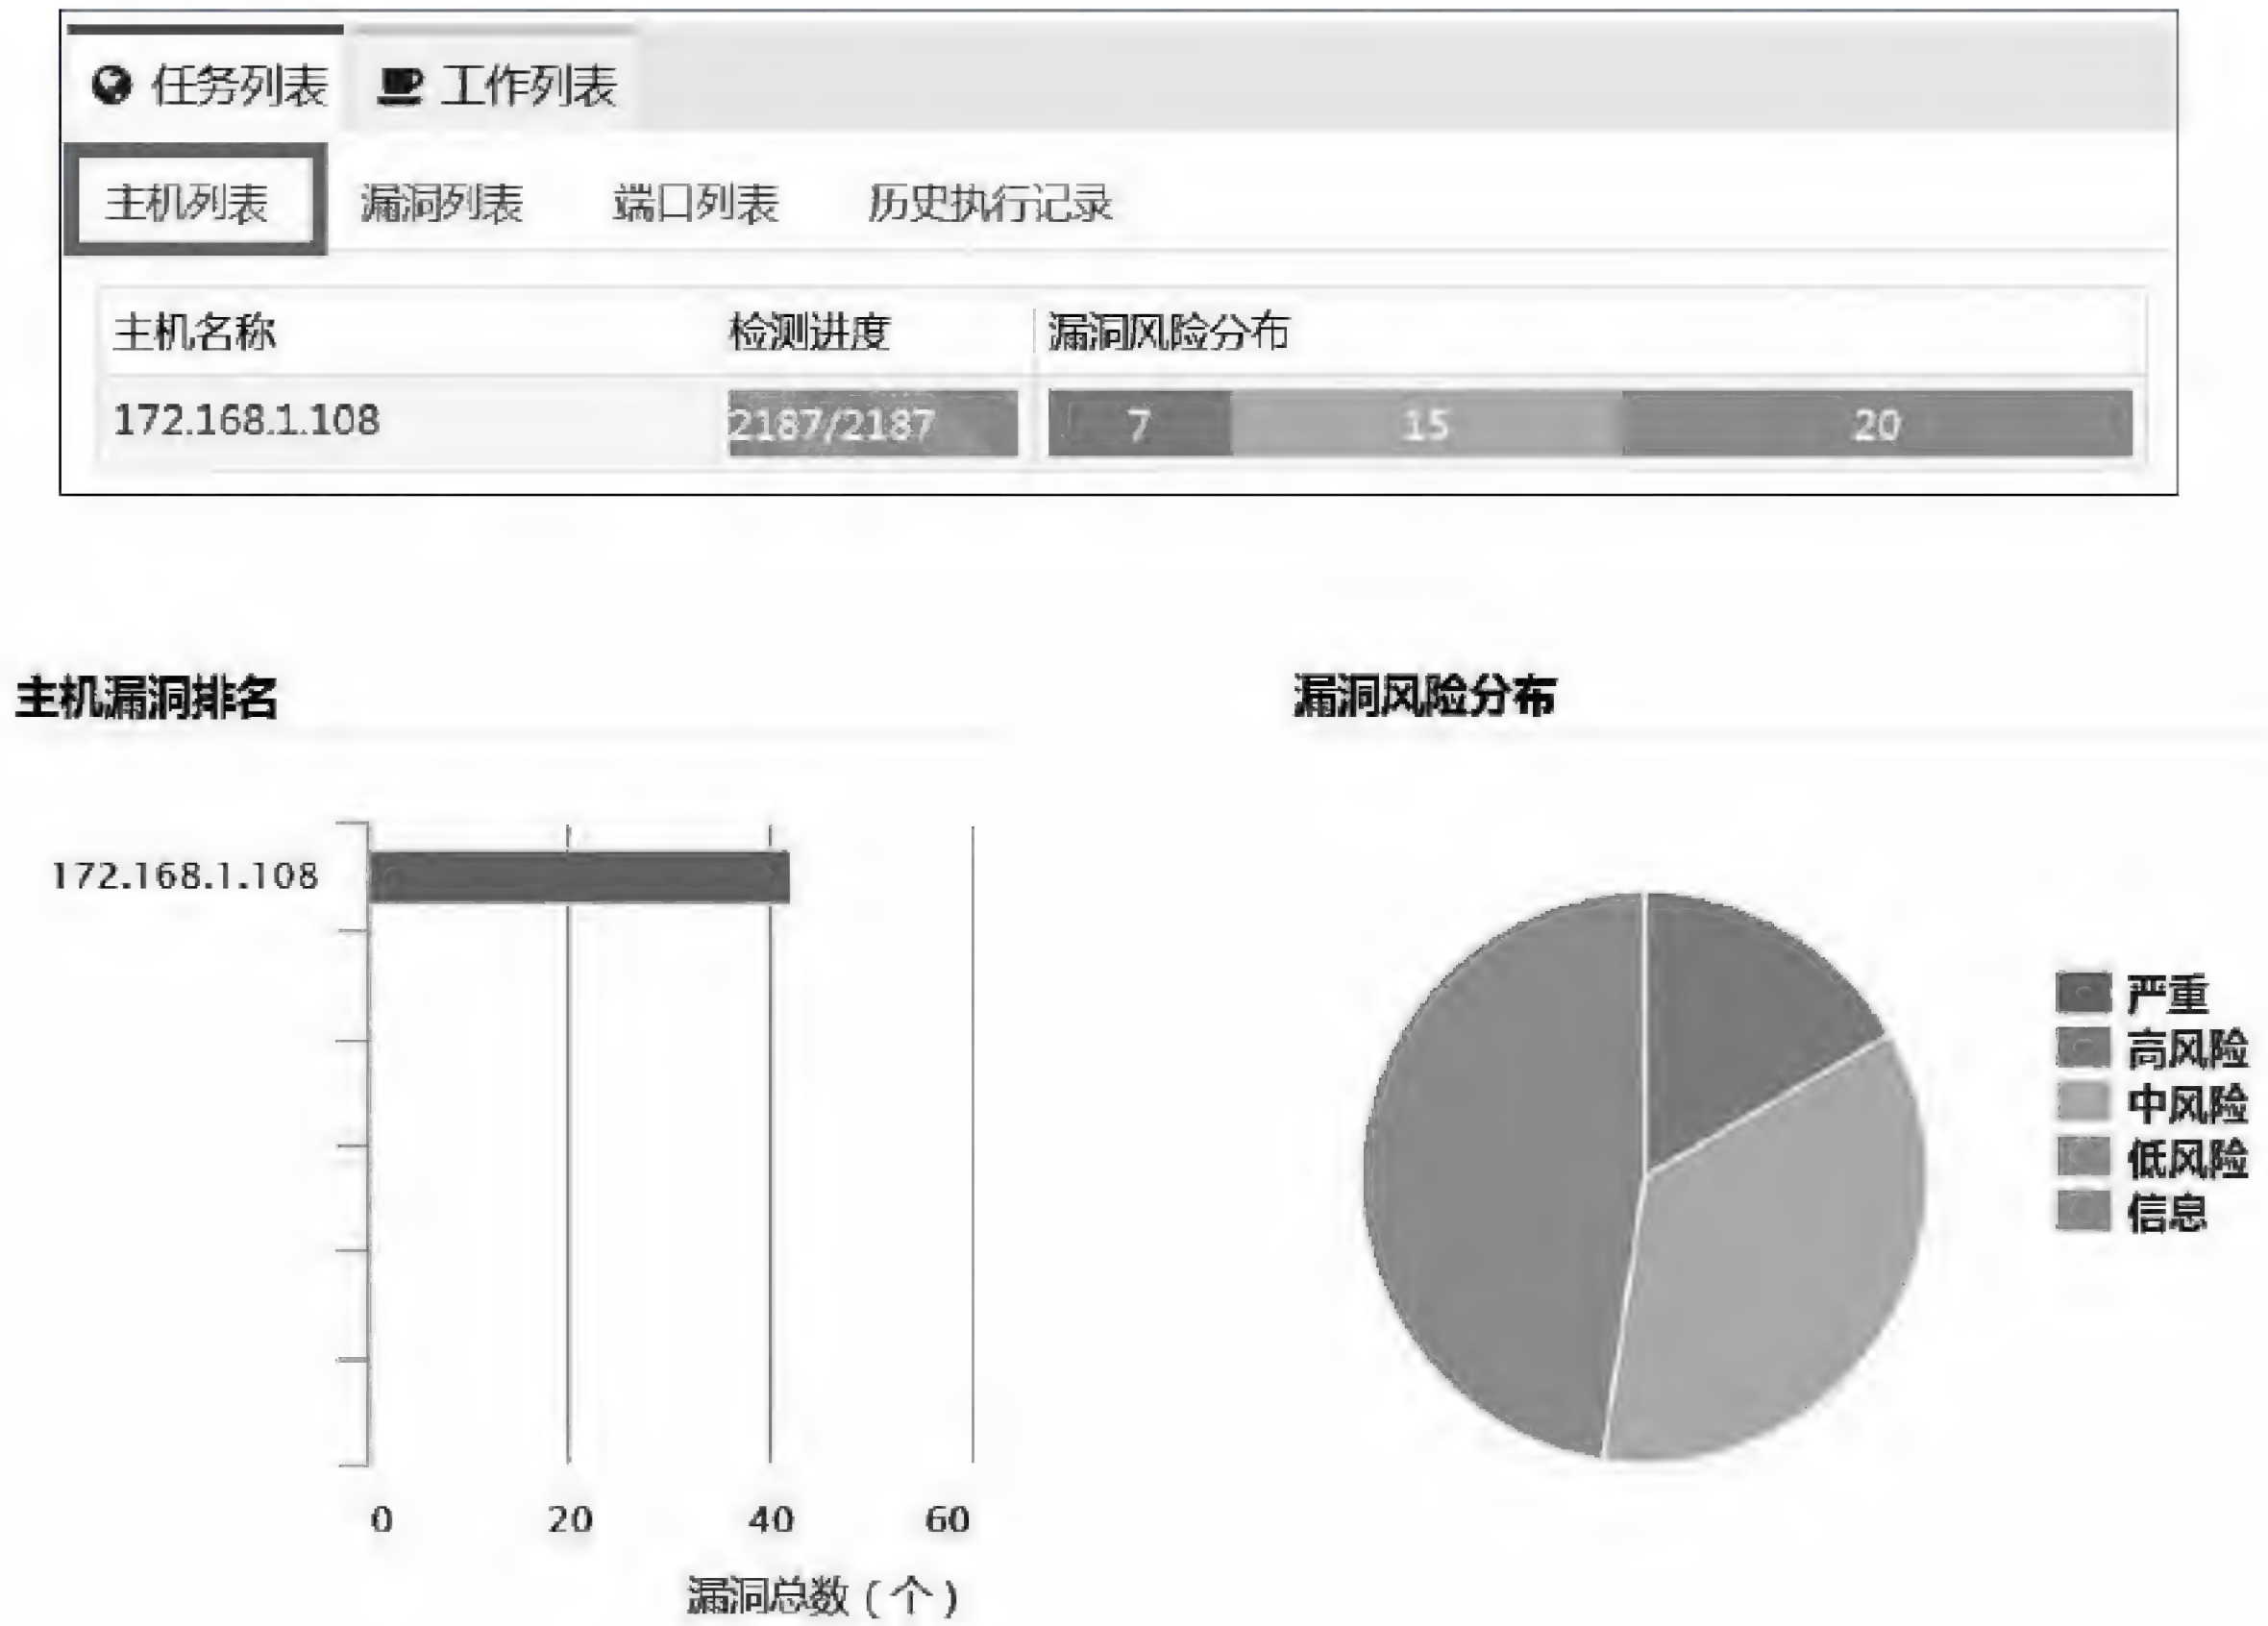 任务列表 工作列表
主机列表 漏洞列表 端口列表 历史执行记录
主机名称 检测进度 漏洞风险分布
172.168.1.108 2187/2187 7 15 20
主机漏洞排名
172.168.1.108
0 20 40 60
漏洞总数(个)
漏洞风险分布
严重
高风险
中风险
低风险
信息